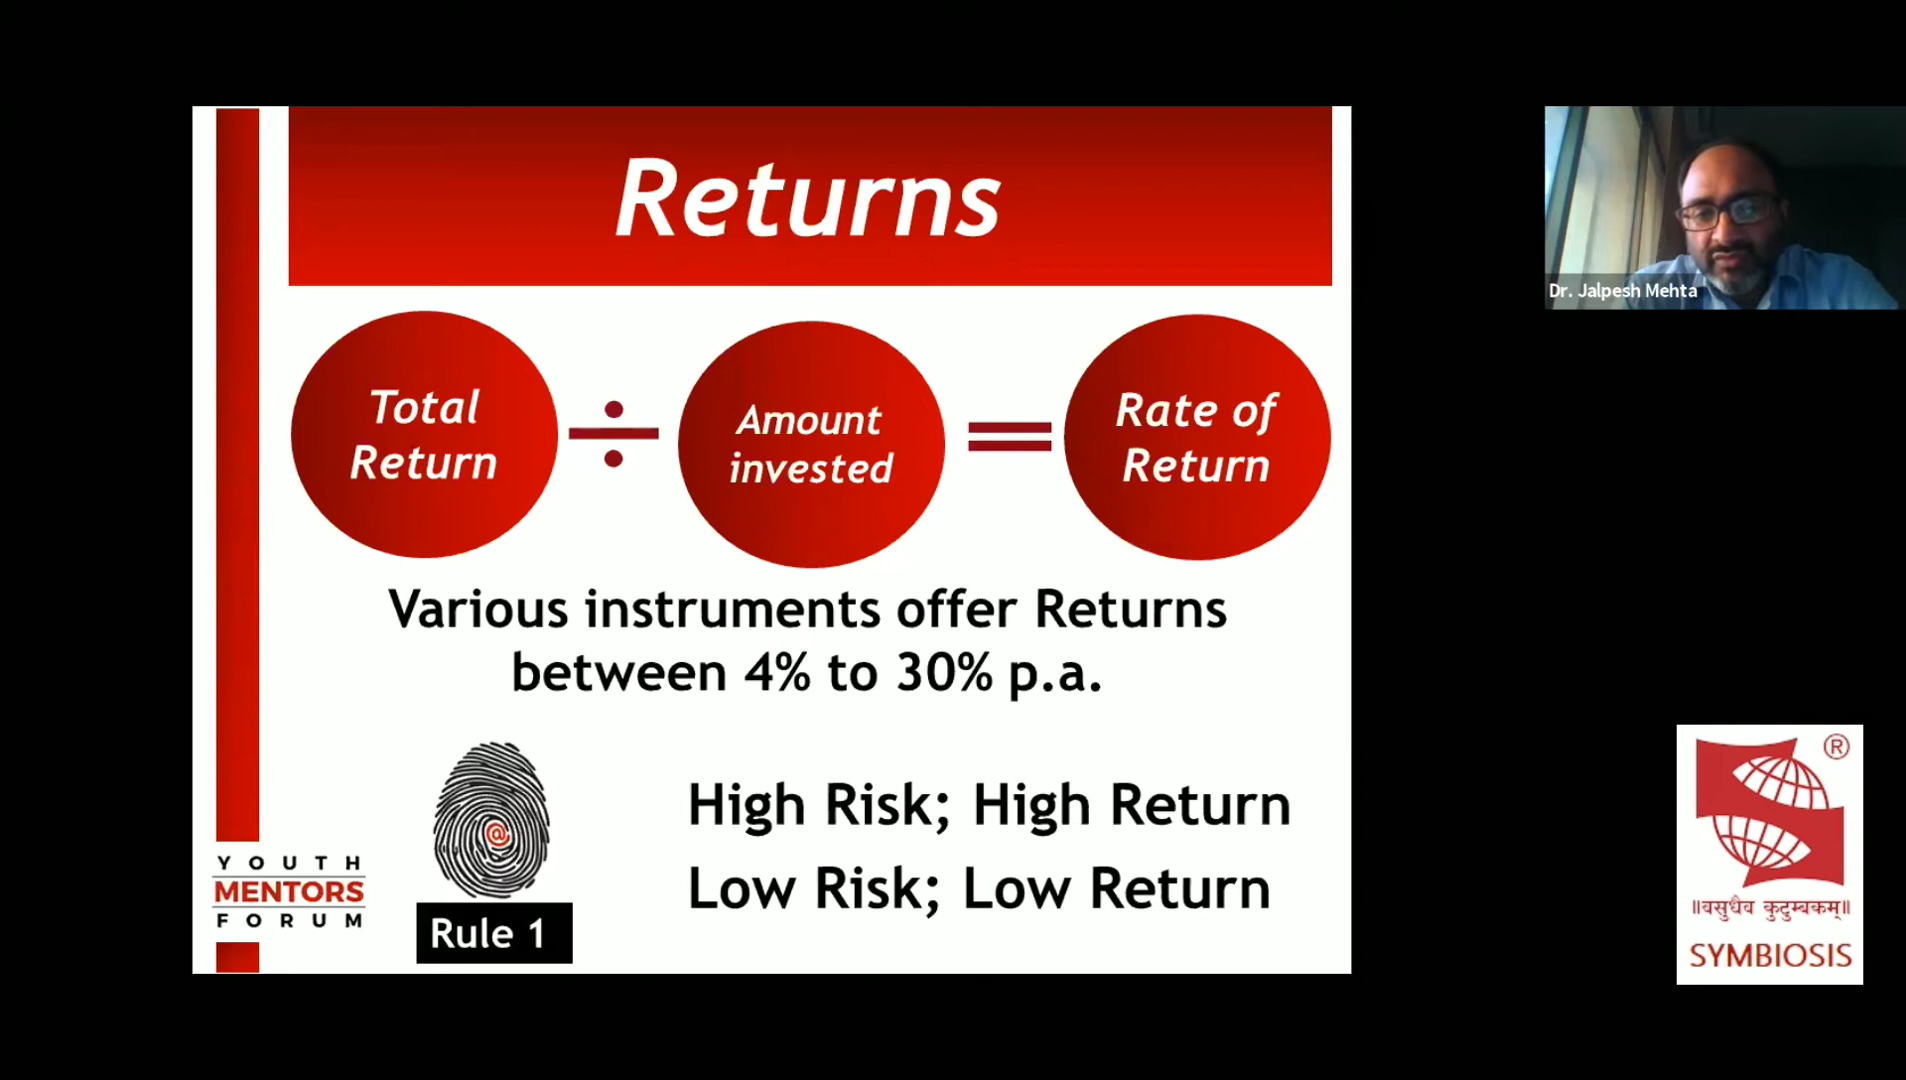 Returns
Total
Return
÷
Amount
invested
=
Rate of
Return
Various instruments offer Returns
between 4% to 30% p.a.
@
Rule 1
High Risk; High Return
Low Risk; Low Return
YOUTH
MENTORS
FORUM
Dr. Jalpesh Mehta
®
॥वसुधैव कुटुम्बकम्॥
SYMBIOSIS